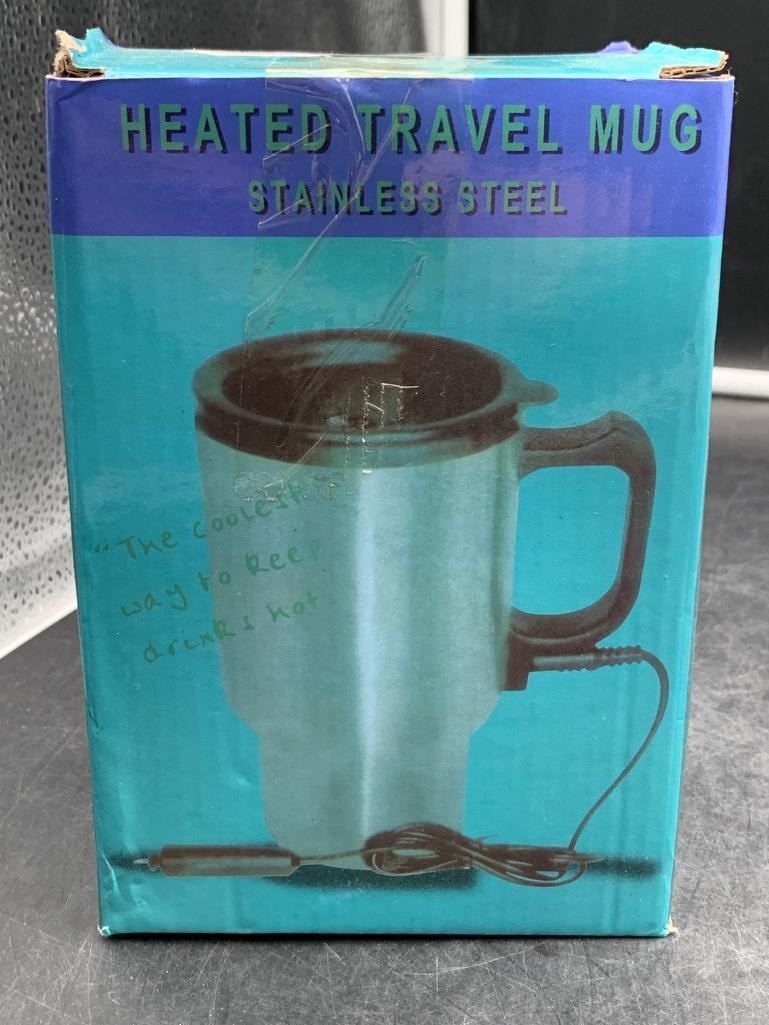 HEATED TRAVEL MUG
STAINLESS STEEL
"The coolest
way to keep
drinks hot